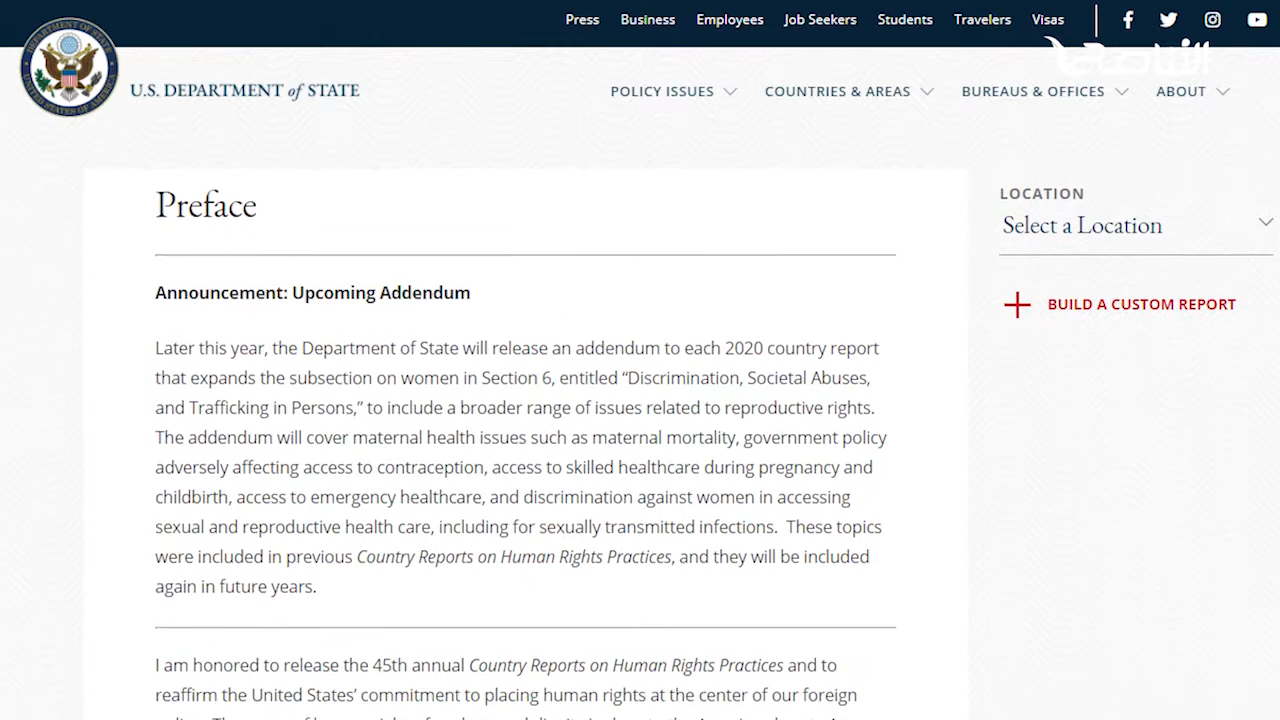 Press Business Employees Job Seekers Students Travelers Visas
U.S. DEPARTMENT of STATE
POLICY ISSUES COUNTRIES & AREAS BUREAUS & OFFICES ABOUT
Preface
LOCATION
Select a Location
BUILD A CUSTOM REPORT
Announcement: Upcoming Addendum
Later this year, the Department of State will release an addendum to each 2020 country report
that expands the subsection on women in Section 6, entitled “Discrimination, Societal Abuses,
and Trafficking in Persons,” to include a broader range of issues related to reproductive rights.
The addendum will cover maternal health issues such as maternal mortality, government policy
adversely affecting access to contraception, access to skilled healthcare during pregnancy and
childbirth, access to emergency healthcare, and discrimination against women in accessing
sexual and reproductive health care, including for sexually transmitted infections. These topics
were included in previous Country Reports on Human Rights Practices, and they will be included
again in future years.
I am honored to release the 45th annual Country Reports on Human Rights Practices and to
reaffirm the United States’ commitment to placing human rights at the center of our foreign